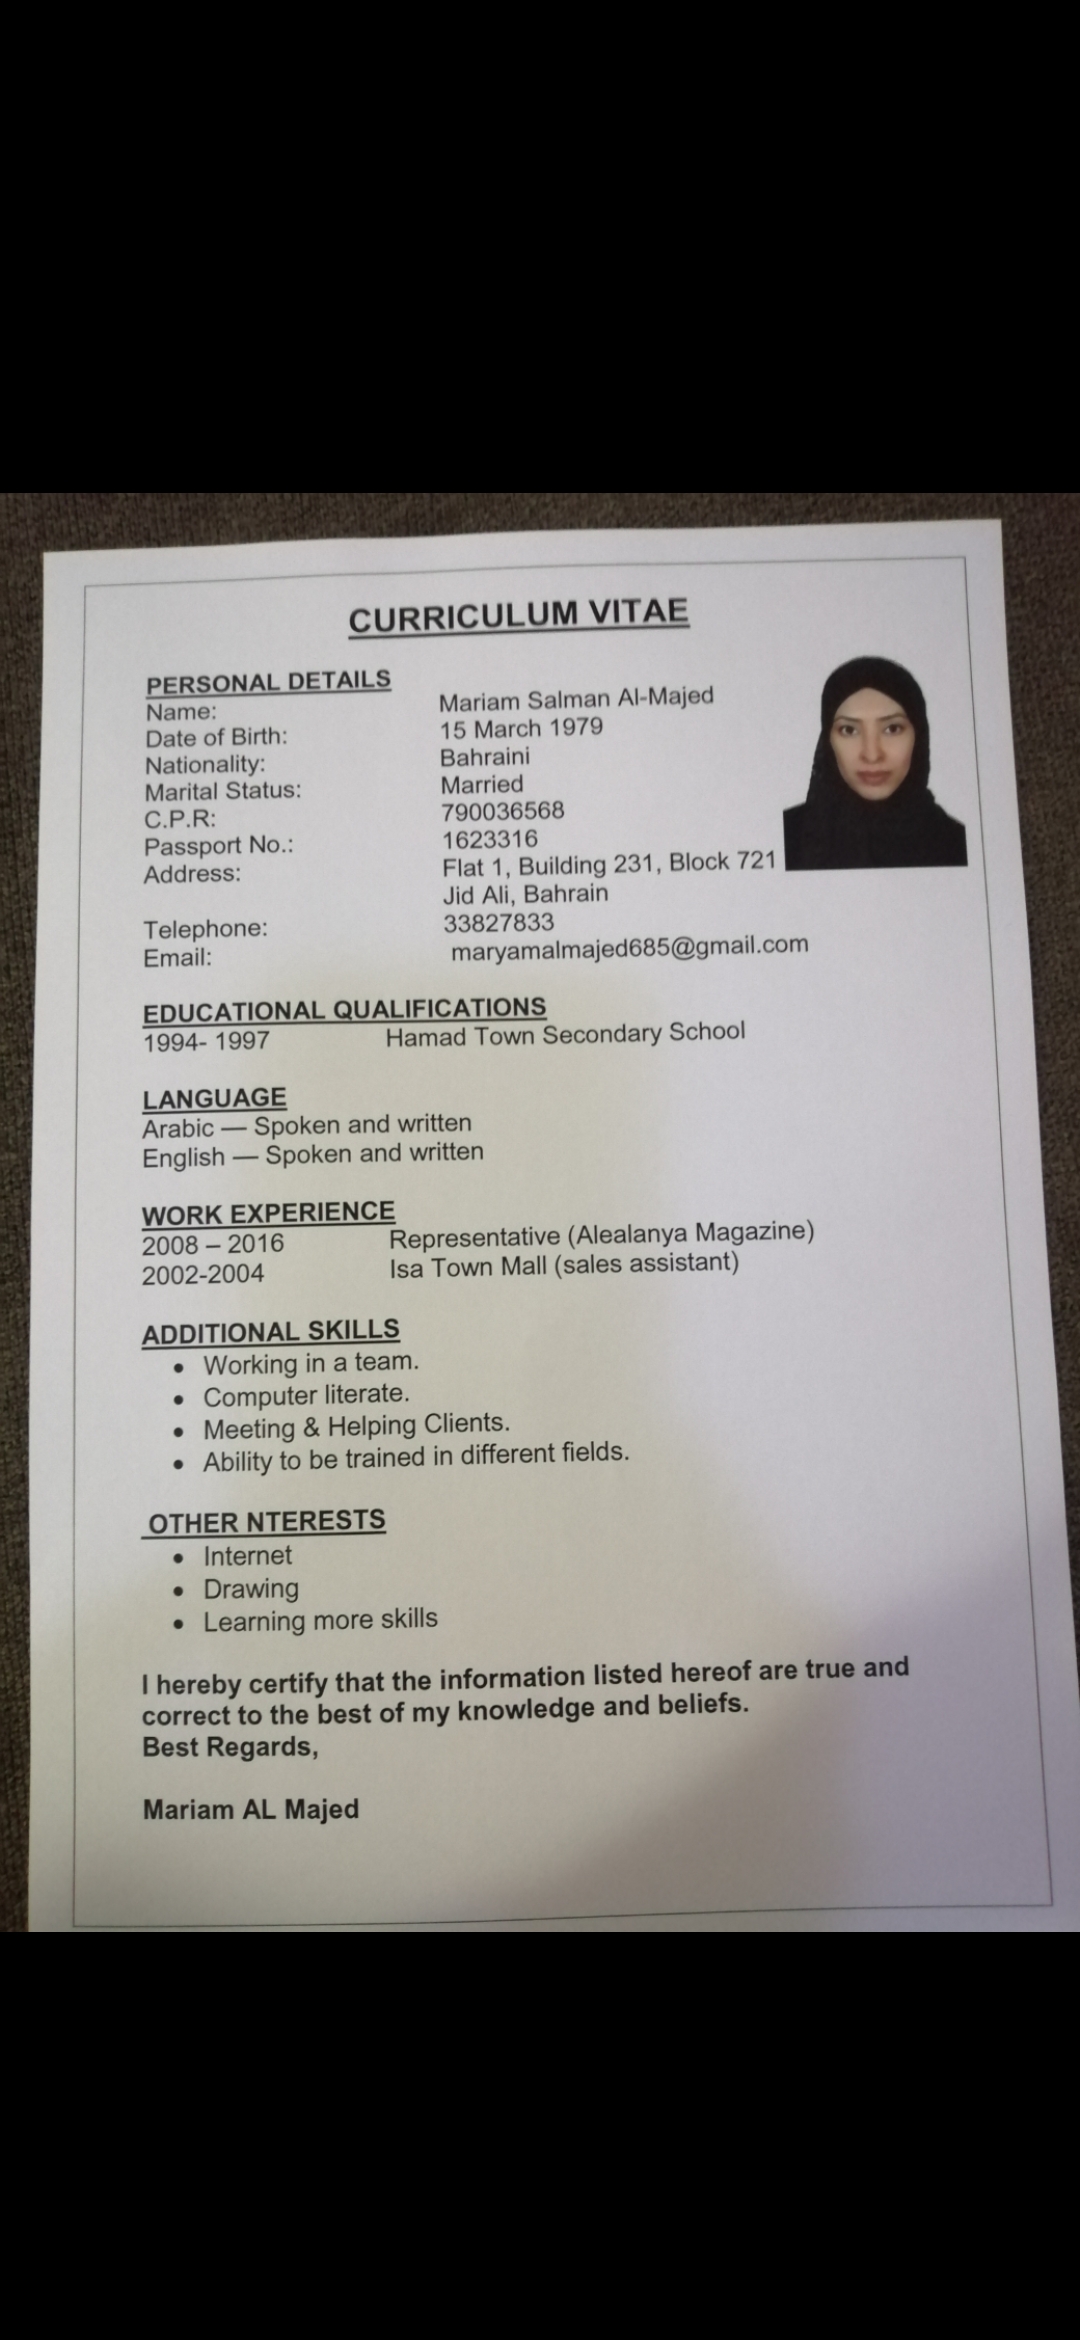 CURRICULUM VITAE
PERSONAL DETAILS
Name: Mariam Salman Al-Majed
Date of Birth: 15 March 1979
Nationality: Bahraini
Marital Status: Married
C.P.R: 790036568
Passport No.: 1623316
Address: Flat 1, Building 231, Block 721
Jid Ali, Bahrain
Telephone: 33827833
Email: maryamalmajed685@gmail.com
EDUCATIONAL QUALIFICATIONS
1994- 1997 Hamad Town Secondary School
LANGUAGE
Arabic — Spoken and written
English — Spoken and written
WORK EXPERIENCE
2008 – 2016 Representative (Alealanya Magazine)
2002-2004 Isa Town Mall (sales assistant)
ADDITIONAL SKILLS
• Working in a team.
• Computer literate.
• Meeting & Helping Clients.
• Ability to be trained in different fields.
OTHER NTERESTS
• Internet
• Drawing
• Learning more skills
I hereby certify that the information listed hereof are true and
correct to the best of my knowledge and beliefs.
Best Regards,
Mariam AL Majed